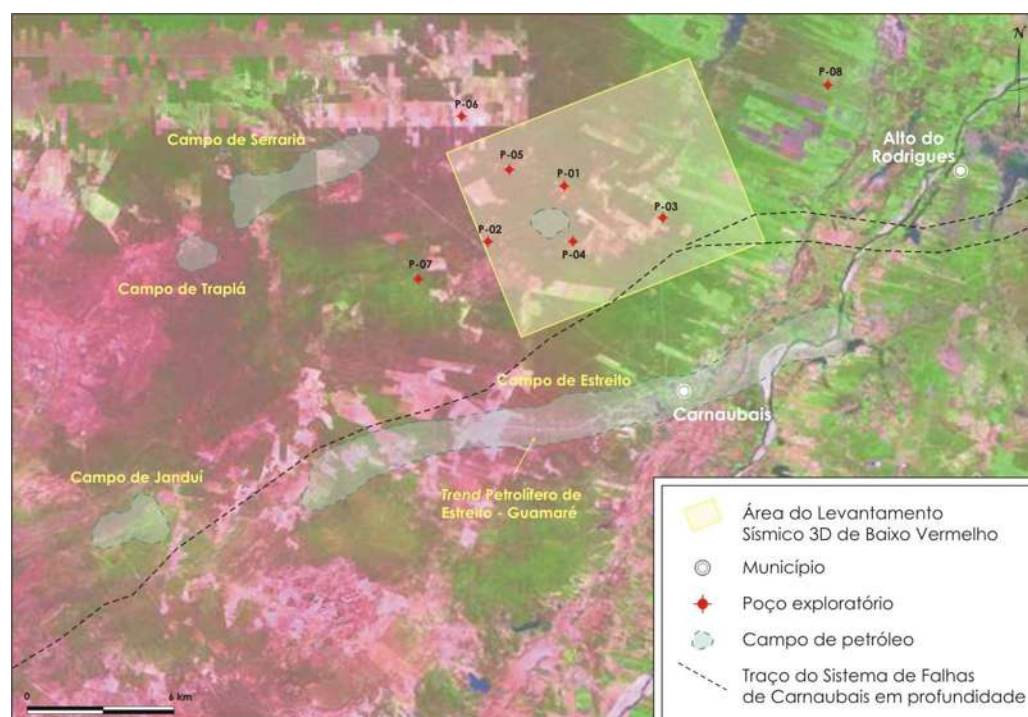 N
P-08
P-06
Campo de Serraria
Alto do
Rodrigues
P-05
P-01
P-03
P-02
P-04
Campo de Trapiá
P-07
Campo de Estreito
Carnaubais
Campo de Janduí
Trend Petrolífero de
Estreito - Guamaré
Área do Levantamento
Sísmico 3D de Baixo Vermelho
Município
Poço exploratório
Campo de petróleo
Traço do Sistema de Falhas
de Carnaubais em profundidade
0 6 km